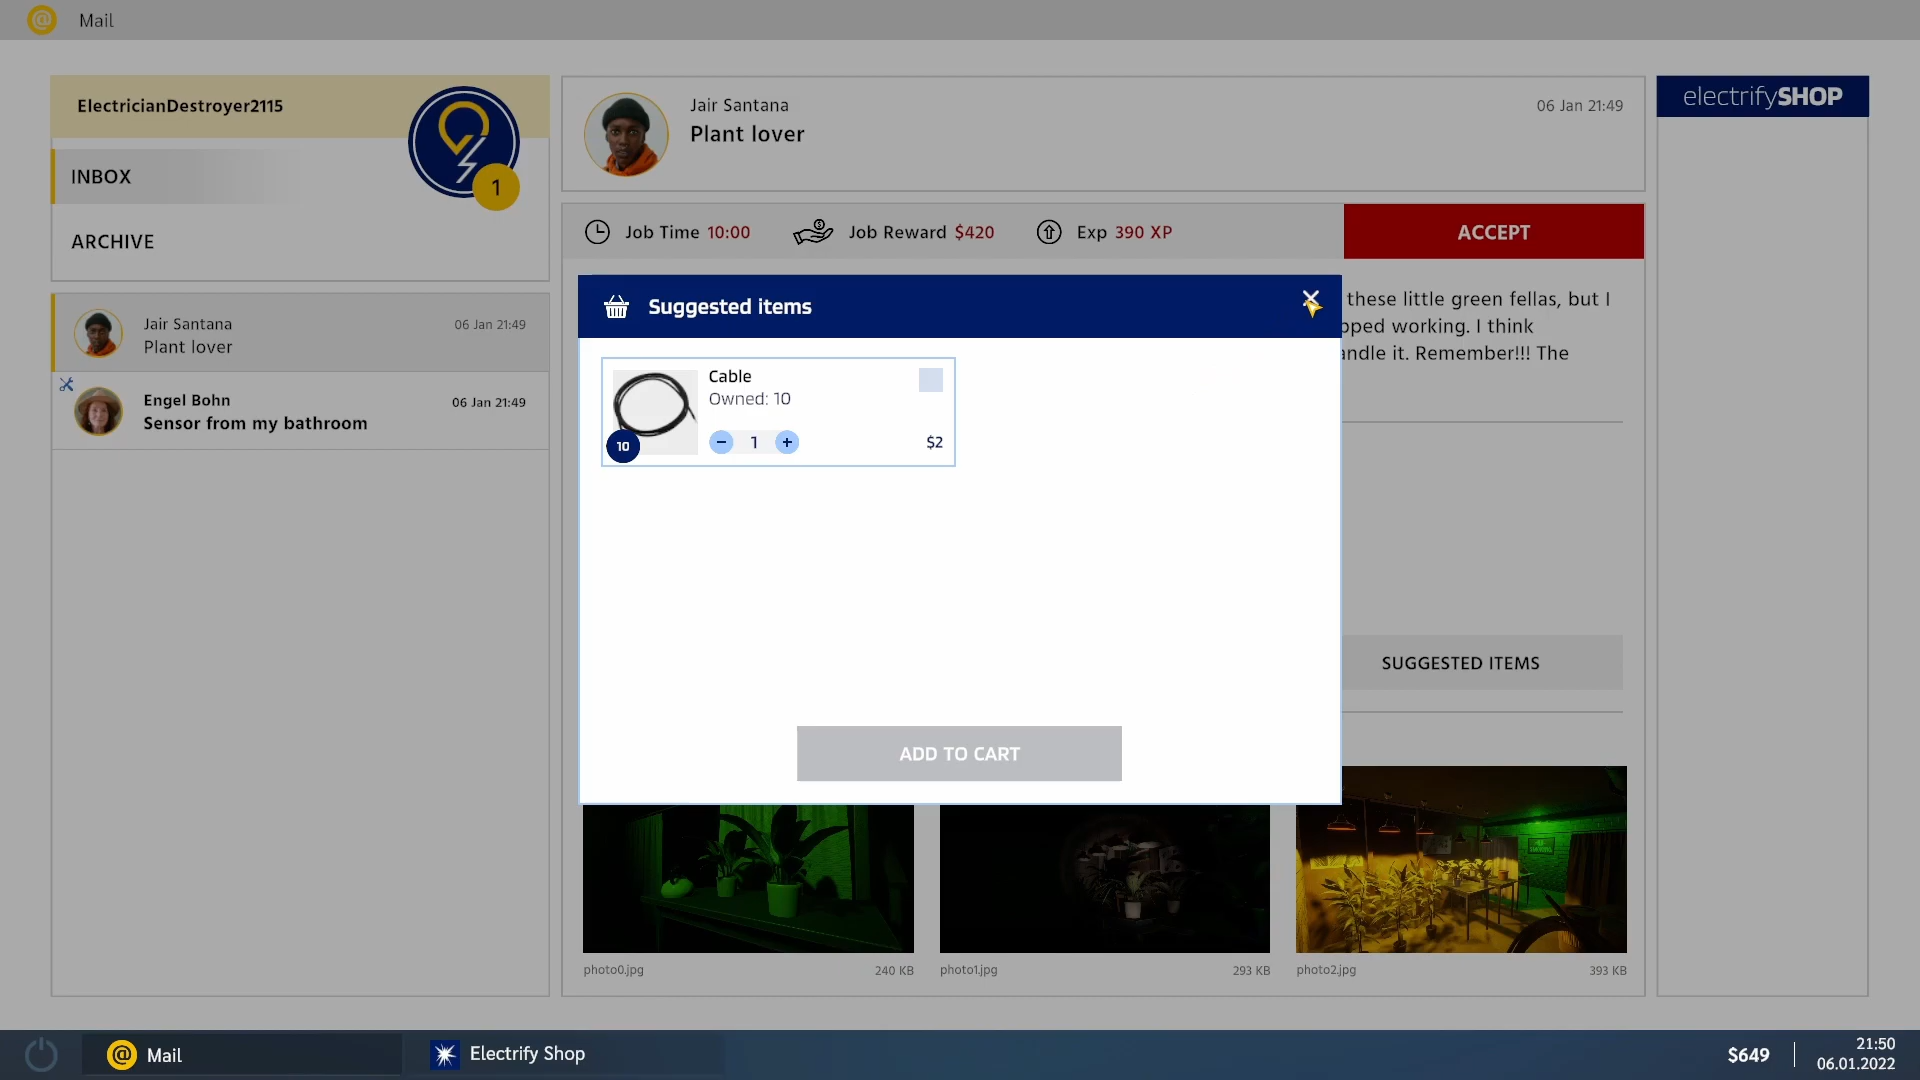 Mail
ElectricianDestroyer2115
1
INBOX
ARCHIVE
Jair Santana
06 Jan 21:49
Plant lover
Engel Bohn
06 Jan 21:49
Sensor from my bathroom
Jair Santana
06 Jan 21:49
Plant lover
Job Time 10:00
Job Reward $420
Exp 390 XP
ACCEPT
these little green fellas, but I
pped working. I think
andle it. Remember!!! The
Suggested items
Cable
Owned: 10
10
1
$2
ADD TO CART
SUGGESTED ITEMS
photo0.jpg
240 KB
photo1.jpg
293 KB
photo2.jpg
393 KB
electrifySHOP
Mail
Electrify Shop
$649
21:50
06.01.2022